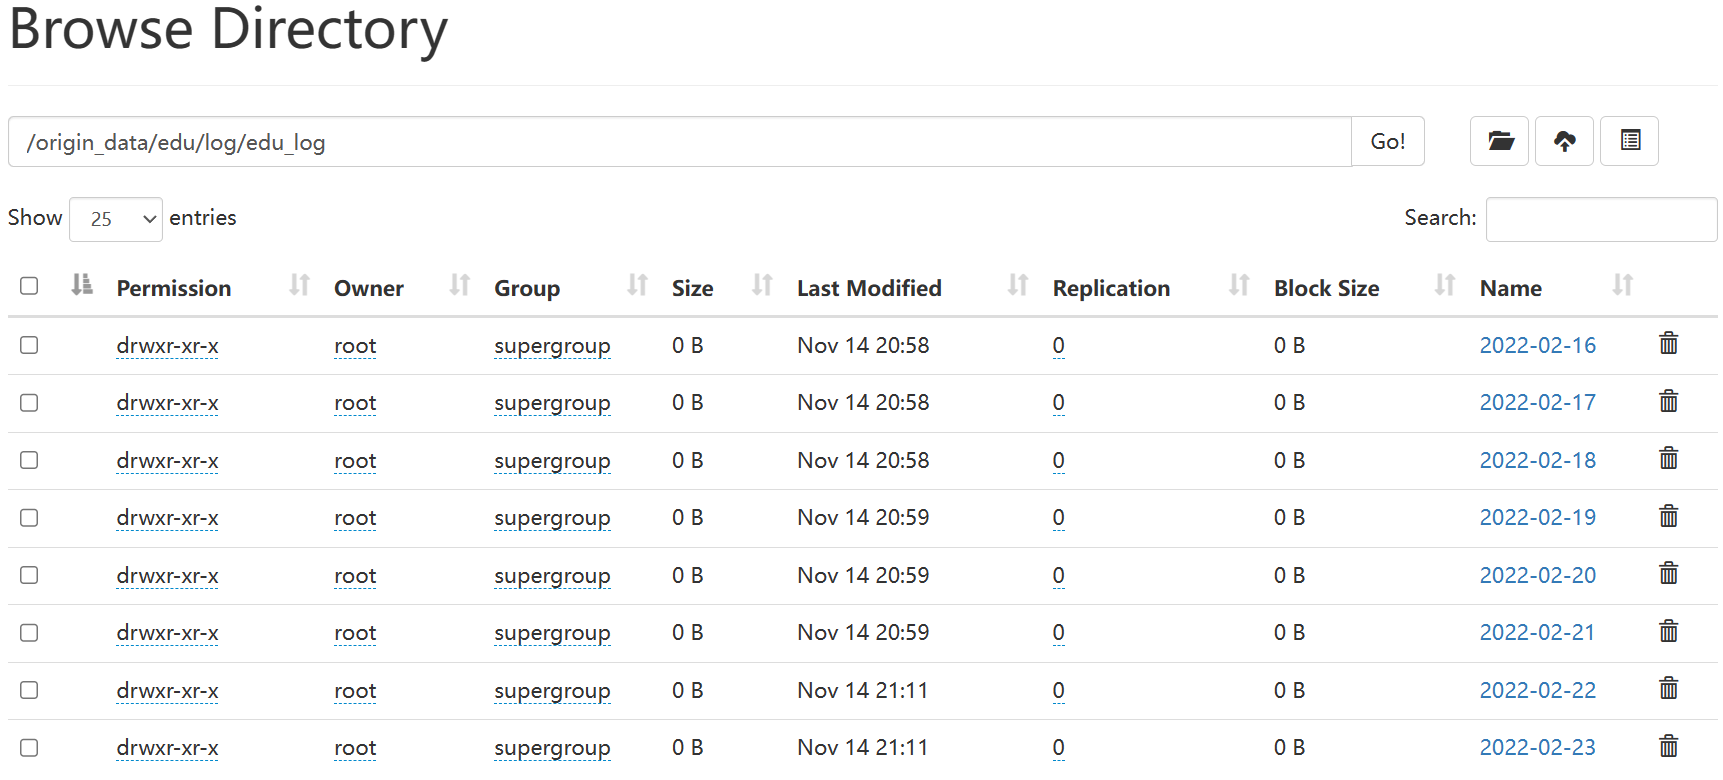 Browse Directory
/origin_data/edu/log/edu_log Go!
Show 25 entries Search:
Permission Owner Group Size Last Modified Replication Block Size Name
drwxr-xr-x root supergroup 0 B Nov 14 20:58 0 0 B 2022-02-16
drwxr-xr-x root supergroup 0 B Nov 14 20:58 0 0 B 2022-02-17
drwxr-xr-x root supergroup 0 B Nov 14 20:58 0 0 B 2022-02-18
drwxr-xr-x root supergroup 0 B Nov 14 20:59 0 0 B 2022-02-19
drwxr-xr-x root supergroup 0 B Nov 14 20:59 0 0 B 2022-02-20
drwxr-xr-x root supergroup 0 B Nov 14 20:59 0 0 B 2022-02-21
drwxr-xr-x root supergroup 0 B Nov 14 21:11 0 0 B 2022-02-22
drwxr-xr-x root supergroup 0 B Nov 14 21:11 0 0 B 2022-02-23